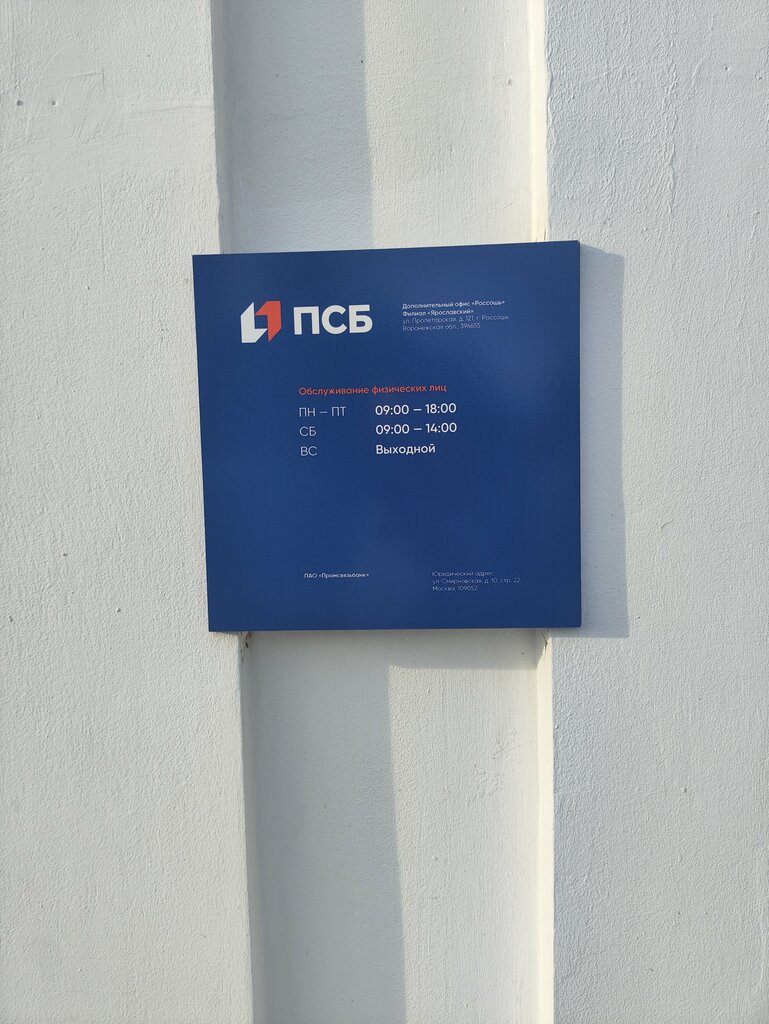 ПСБ
Дополнительный офис «Россошь»
Филиал «Ярославский»
ул. Пролетарская, д. 121, г. Россошь
Воронежская обл., 396655
Обслуживание физических лиц
ПН — ПТ 09:00 — 18:00
СБ 09:00 — 14:00
ВС Выходной
ПАО «Промсвязьбанк»
Юридический адрес:
ул. Смирновская, д. 10, стр. 22,
Москва, 109052